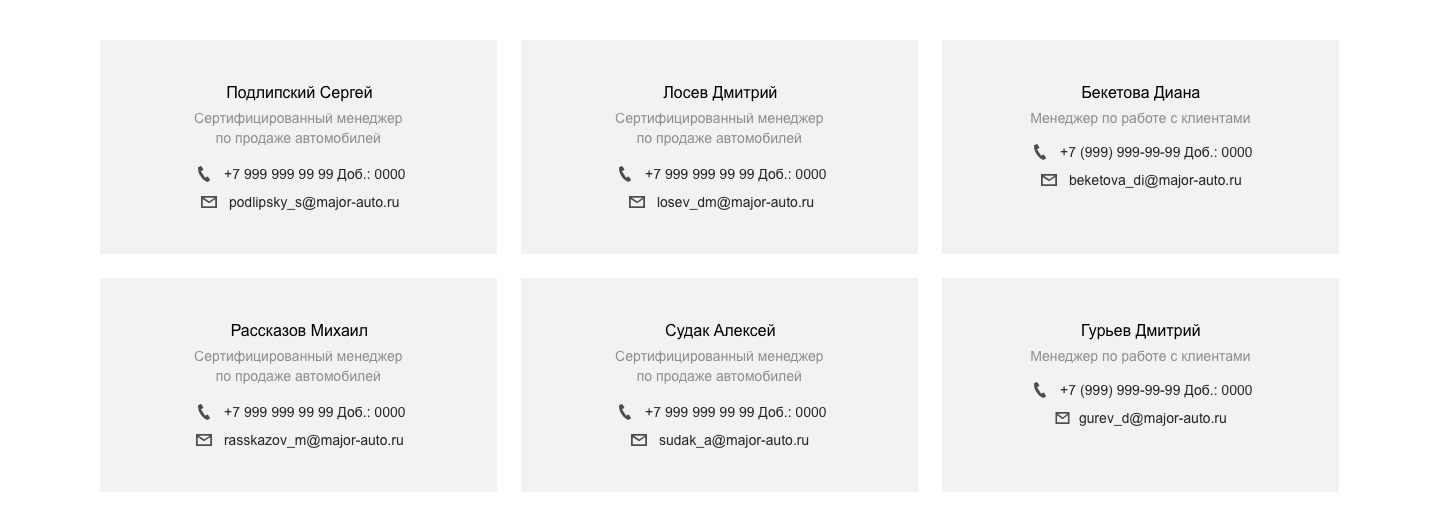 Подлипский Сергей
Сертифицированный менеджер
по продаже автомобилей
+7 999 999 99 99 Доб.: 0000
podlipsky_s@major-auto.ru
Лосев Дмитрий
Сертифицированный менеджер
по продаже автомобилей
+7 999 999 99 99 Доб.: 0000
losev_dm@major-auto.ru
Бекетова Диана
Менеджер по работе с клиентами
+7 (999) 999-99-99 Доб.: 0000
beketova_di@major-auto.ru
Рассказов Михаил
Сертифицированный менеджер
по продаже автомобилей
+7 999 999 99 99 Доб.: 0000
rasskazov_m@major-auto.ru
Судак Алексей
Сертифицированный менеджер
по продаже автомобилей
+7 999 999 99 99 Доб.: 0000
sudak_a@major-auto.ru
Гурьев Дмитрий
Менеджер по работе с клиентами
+7 (999) 999-99-99 Доб.: 0000
gurev_d@major-auto.ru